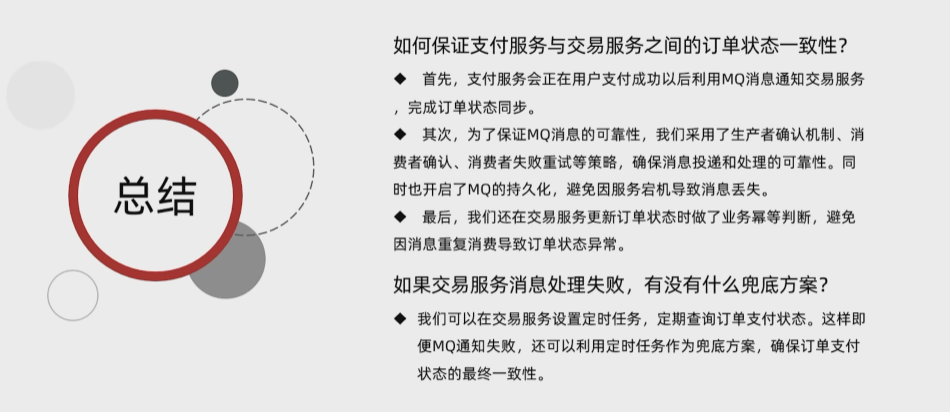 总结
如何保证支付服务与交易服务之间的订单状态一致性？
◆ 首先，支付服务会正在用户支付成功以后利用MQ消息通知交易服务
，完成订单状态同步。
◆ 其次，为了保证MQ消息的可靠性，我们采用了生产者确认机制、消
费者确认、消费者失败重试等策略，确保消息投递和处理的可靠性。同
时也开启了MQ的持久化，避免因服务宕机导致消息丢失。
◆ 最后，我们还在交易服务更新订单状态时做了业务幂等判断，避免
因消息重复消费导致订单状态异常。
如果交易服务消息处理失败，有没有什么兜底方案？
◆ 我们可以在交易服务设置定时任务，定期查询订单支付状态。这样即
便MQ通知失败，还可以利用定时任务作为兜底方案，确保订单支付
状态的最终一致性。